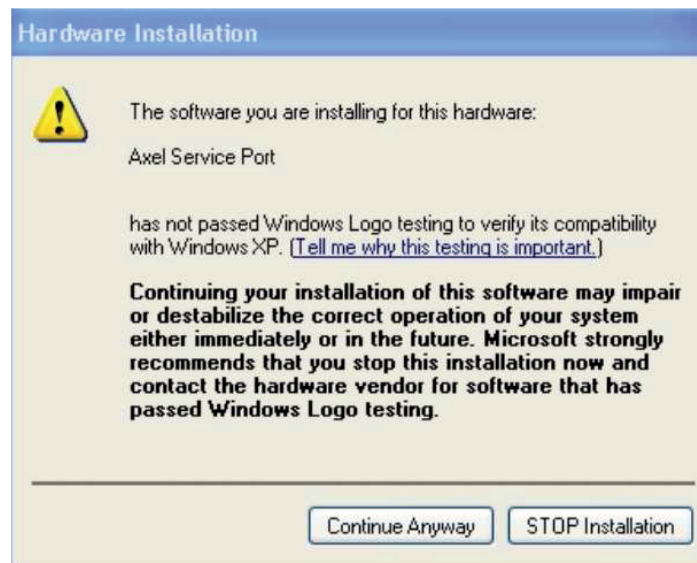 Hardware Installation
The software you are installing for this hardware:
Axel Service Port
has not passed Windows Logo testing to verify its compatibility
with Windows XP. (Tell me why this testing is important.)
Continuing your installation of this software may impair
or destabilize the correct operation of your system
either immediately or in the future. Microsoft strongly
recommends that you stop this installation now and
contact the hardware vendor for software that has
passed Windows Logo testing.
Continue Anyway
STOP Installation